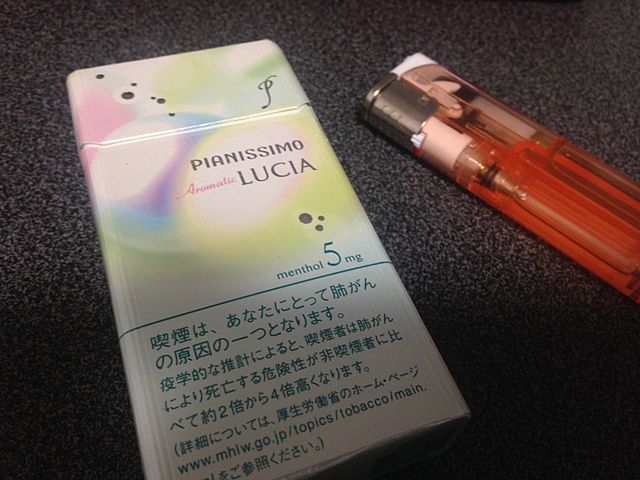 P
PIANISSIMO
Aromatic LUCIA
menthol 5 mg
喫煙は、あなたにとって肺がん
の原因の一つとなります。
疫学的な推計によると、喫煙者は肺がん
により死亡する危険性が非喫煙者に比
べて約2倍から4倍高くなります。
(詳細については、厚生労働省のホーム・ページ
www.mhlw.go.jp/topics/tobacco/main.
をご参照ください。)